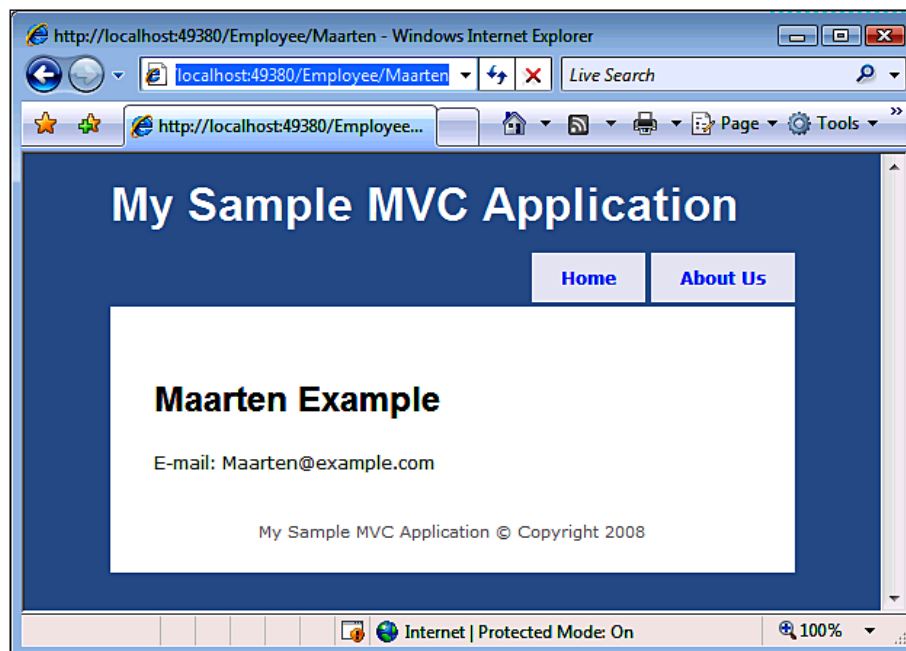 http://localhost:49380/Employee/Maarten - Windows Internet Explorer
localhost:49380/Employee/Maarten Live Search
http://localhost:49380/Employee... Page Tools »
My Sample MVC Application
Home About Us
Maarten Example
E-mail: Maarten@example.com
My Sample MVC Application © Copyright 2008
Internet | Protected Mode: On 100%